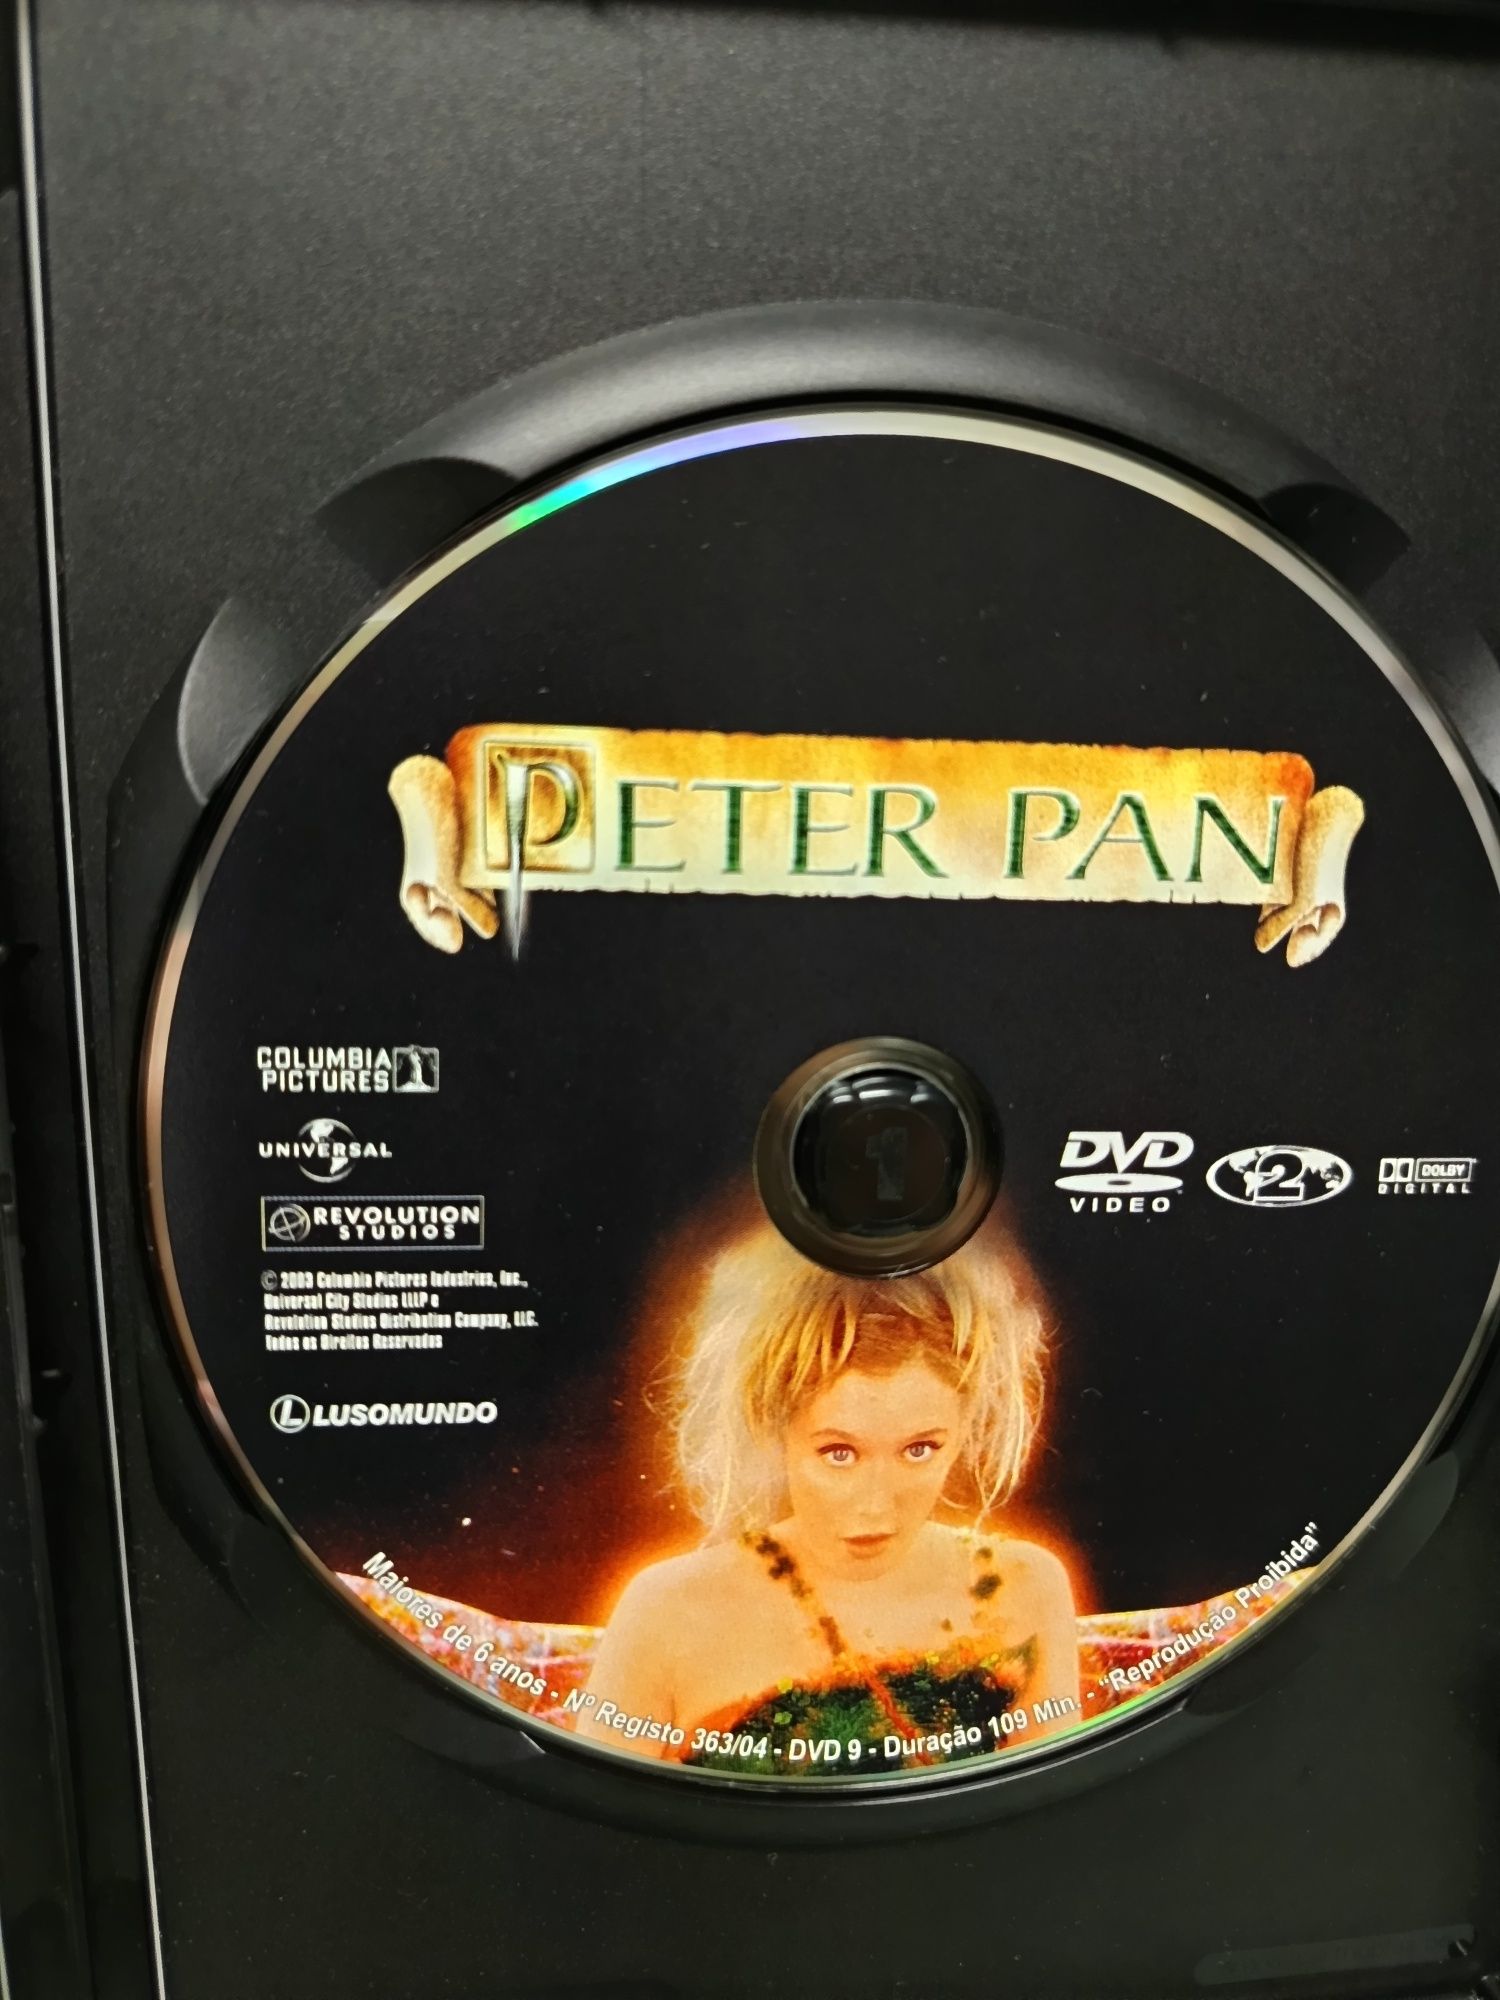 PETER PAN
COLUMBIA
PICTURES
UNIVERSAL
REVOLUTION
STUDIOS
© 2003 Columbia Pictures Industries, Inc.,
Universal City Studios LLLP e
Revolution Studios Distribution Company, LLC.
Todos os Direitos Reservados
LUSOMUNDO
1
DVD
VIDEO
2
DOLBY
DIGITAL
Maiores de 6 anos - Nº Registo 363/04 - DVD 9 - Duração 109 Min. - "Reprodução Proibida"